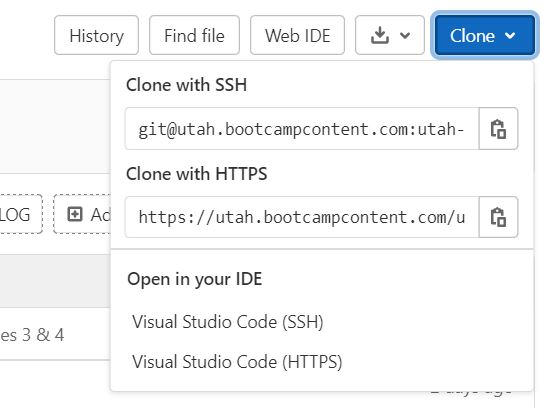 History
Find file
Web IDE
Clone
Clone with SSH
git@utah.bootcampcontent.com:utah-
Clone with HTTPS
https://utah.bootcampcontent.com/u
LOG
Ad
Open in your IDE
Visual Studio Code (SSH)
es 3 & 4
Visual Studio Code (HTTPS)